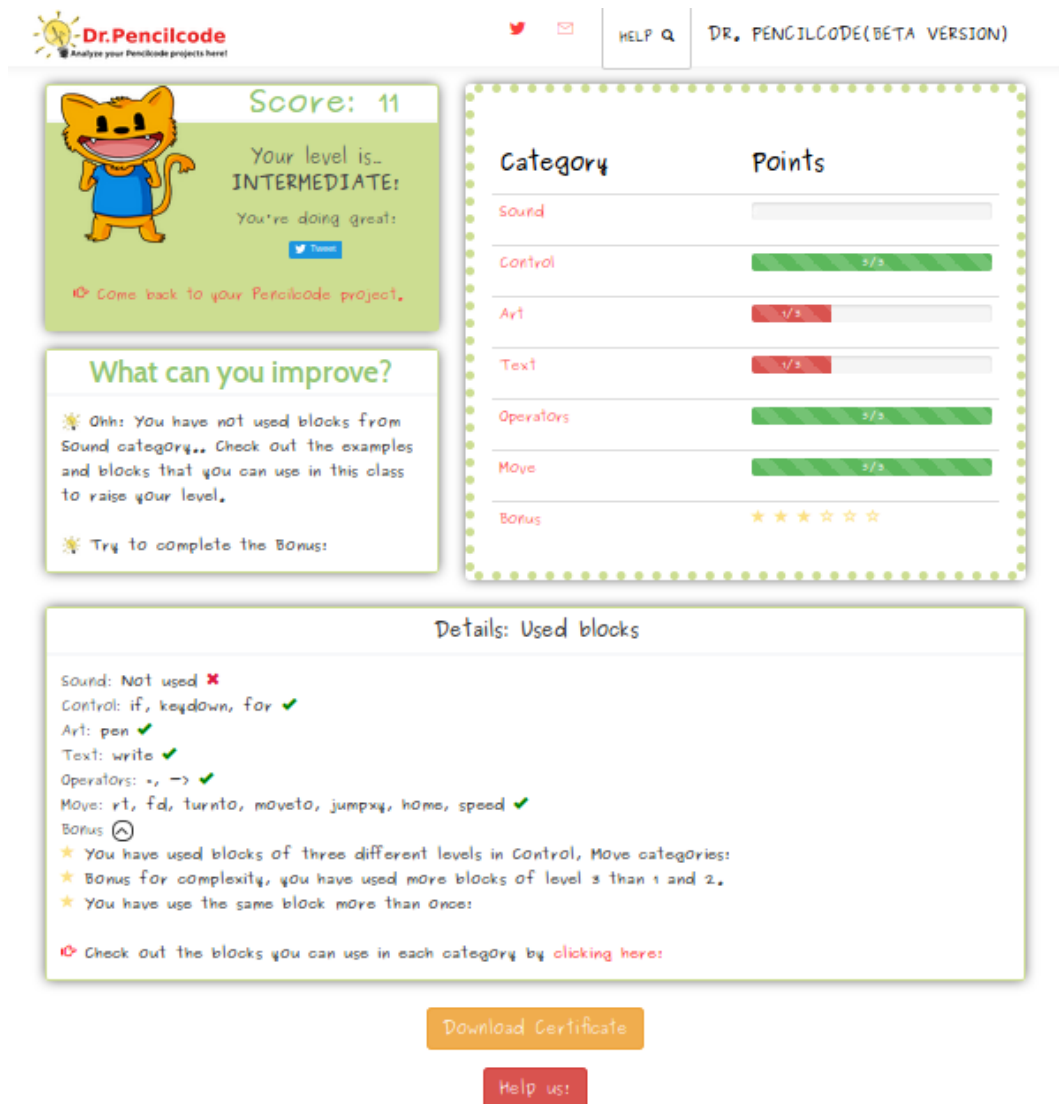 Dr.Pencilcode
Analyze your Pencilcode projects here!
HELP
DR. PENCILCODE(BETA VERSION)
Score: 11
Your level is...
INTERMEDIATE!
You're doing great!
Tweet
Come back to your Pencilcode project.
What can you improve?
Ohh! You have not used blocks from
Sound category.. Check out the examples
and blocks that you can use in this class
to raise your level.
Try to complete the Bonus!
Category Points
Sound
Control 3/3
Art 1/3
Text 1/3
Operators 3/3
Move 3/3
Bonus
Details: Used blocks
Sound: Not used
Control: if, keydown, for
Art: pen
Text: write
Operators: , ->
Move: rt, fd, turnto, moveto, jumpxy, home, speed
Bonus
You have used blocks of three different levels in Control, Move categories!
Bonus for complexity, you have used more blocks of level 3 than 1 and 2.
You have use the same block more than once!
Check out the blocks you can use in each category by clicking here!
Download Certificate
Help us!